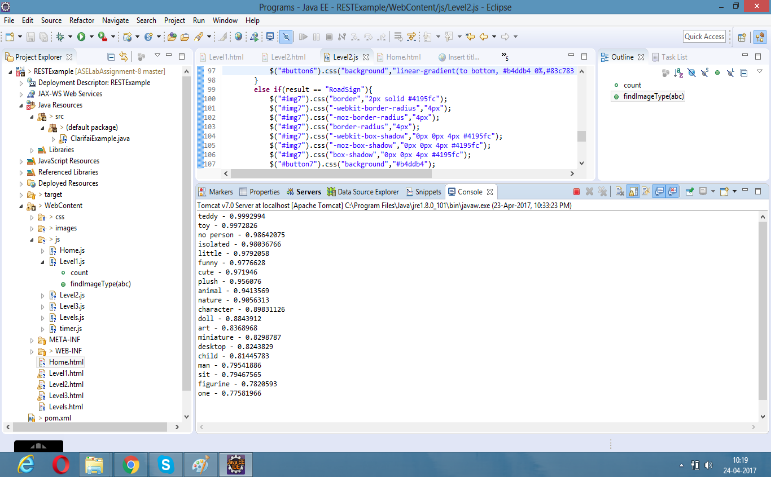 Programs - Java EE - RESTExample/WebContent/js/Level2.js - Eclipse
File Edit Source Refactor Navigate Search Project Run Window Help
Quick Access
Project Explorer
RESTExample [ASELabAssignment-8 master]
Deployment Descriptor: RESTExample
JAX-WS Web Services
Java Resources
> src
> (default package)
ClarifaiExample.java
Libraries
JavaScript Resources
Referenced Libraries
Deployed Resources
> target
> WebContent
> css
> images
> js
Home.js
Level1.js
count
findImageType(abc)
Level2.js
Level3.js
Levels.js
timer.js
META-INF
> WEB-INF
Home.html
Level1.html
Level2.html
Level3.html
Levels.html
> pom.xml
Level1.html Level2.html Level2.js Home.html Insert titl... »5
97 $("#button6").css("background","linear-gradient(to bottom, #b4ddb4 0%,#83c783
98 }
99 else if(result == "RoadSign"){
100 $("#img7").css("border","2px solid #4195fc");
101 $("#img7").css("-webkit-border-radius","4px");
102 $("#img7").css("-moz-border-radius","4px");
103 $("#img7").css("border-radius","4px");
104 $("#img7").css("-webkit-box-shadow","0px 0px 4px #4195fc");
105 $("#img7").css("-moz-box-shadow","0px 0px 4px #4195fc");
106 $("#img7").css("box-shadow","0px 0px 4px #4195fc");
107 $("#button7").css("background","#b4ddb4");
Outline Task List
count
findImageType(abc)
Markers Properties Servers Data Source Explorer Snippets Console
Tomcat v7.0 Server at localhost [Apache Tomcat] C:\Program Files\Java\jre1.8.0_101\bin\javaw.exe (23-Apr-2017, 10:33:23 PM)
teddy - 0.9992994
toy - 0.9972826
no person - 0.98642075
isolated - 0.98036766
little - 0.9792058
funny - 0.9776628
cute - 0.971946
plush - 0.956076
animal - 0.9413569
nature - 0.9056313
character - 0.89831126
doll - 0.8843912
art - 0.8368968
miniature - 0.8298787
desktop - 0.8243829
child - 0.81445783
man - 0.79541886
sit - 0.79467565
figurine - 0.7820593
one - 0.77581966
10:19
24-04-2017